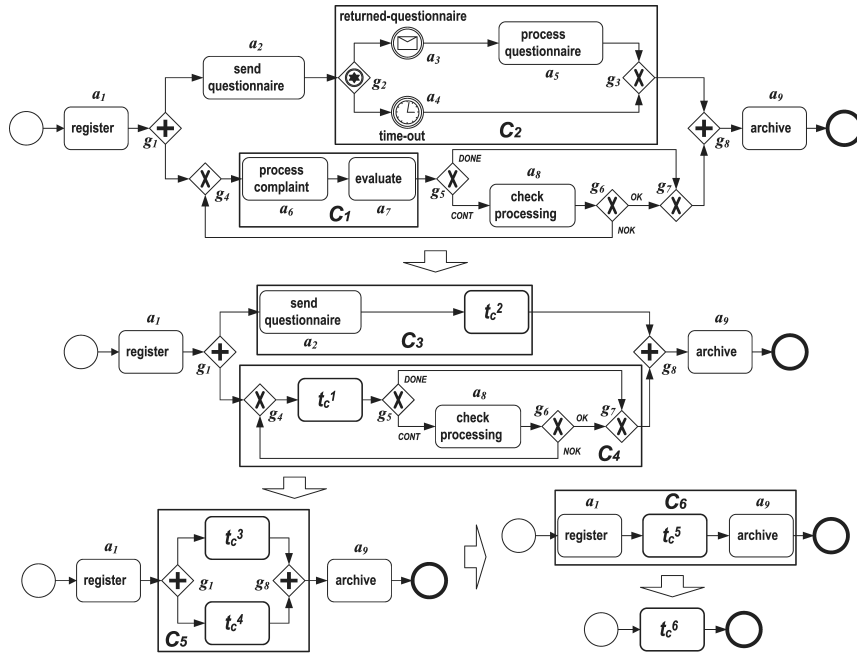 returned-questionnaire
a2
send questionnaire
g2
a3
process questionnaire
a5
g3
a4
time-out
C2
a1
register
g1
a9
archive
g8
g4
process complaint
a6
evaluate
a7
C1
DONE
g5
CONT
a8
check processing
g6
OK
NOK
g7
a1
register
g1
send questionnaire
a2
tc2
C3
a9
archive
g8
g4
tc1
DONE
g5
CONT
a8
check processing
g6
OK
NOK
g7
C4
a1
register
C5
g1
tc3
tc4
g8
a9
archive
C6
a1
register
tc5
a9
archive
tc6